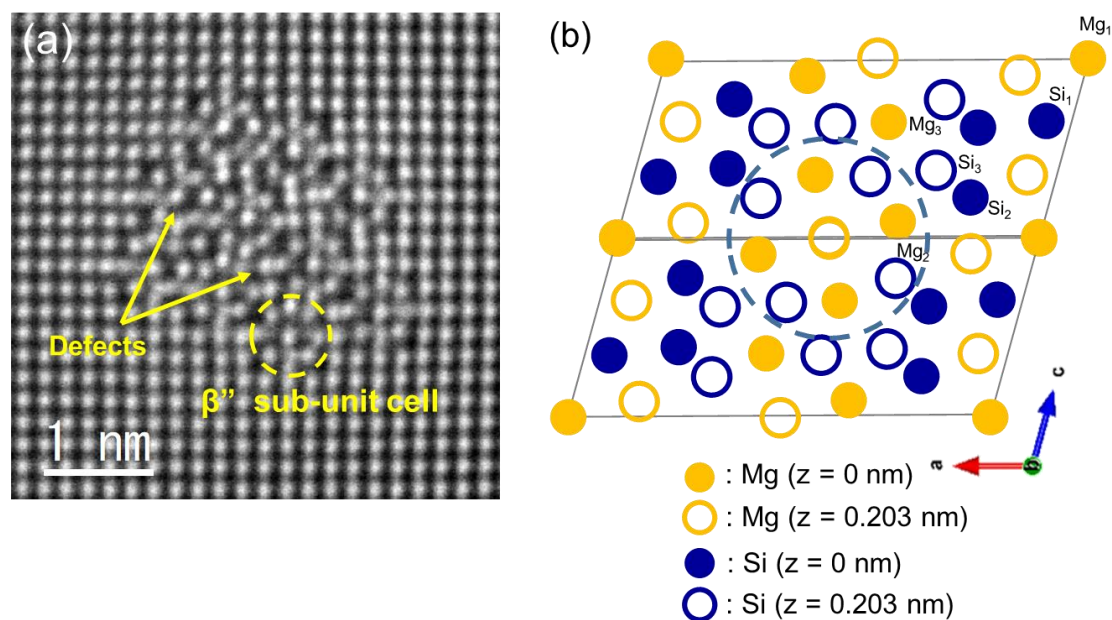 (a)
Defects
β” sub-unit cell
1 nm
(b)
Mg₁
Si₁
Mg₃
Si₃
Si₂
Mg₂
c
a
b
: Mg (z = 0 nm)
: Mg (z = 0.203 nm)
: Si (z = 0 nm)
: Si (z = 0.203 nm)